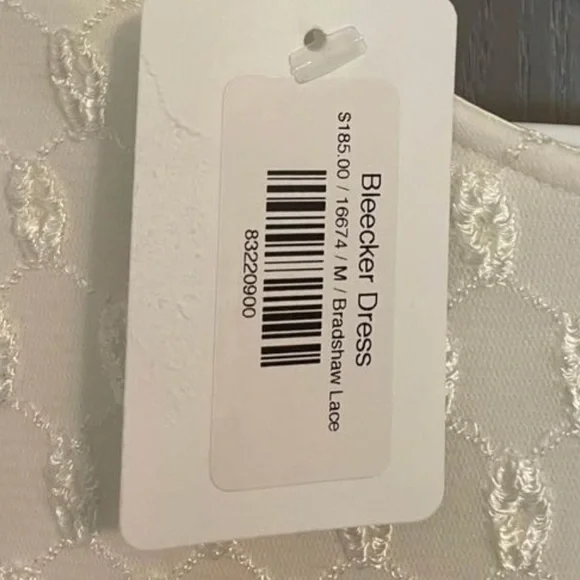 Bleecker Dress
$185.00 / 16674 / M / Bradshaw Lace
83220900